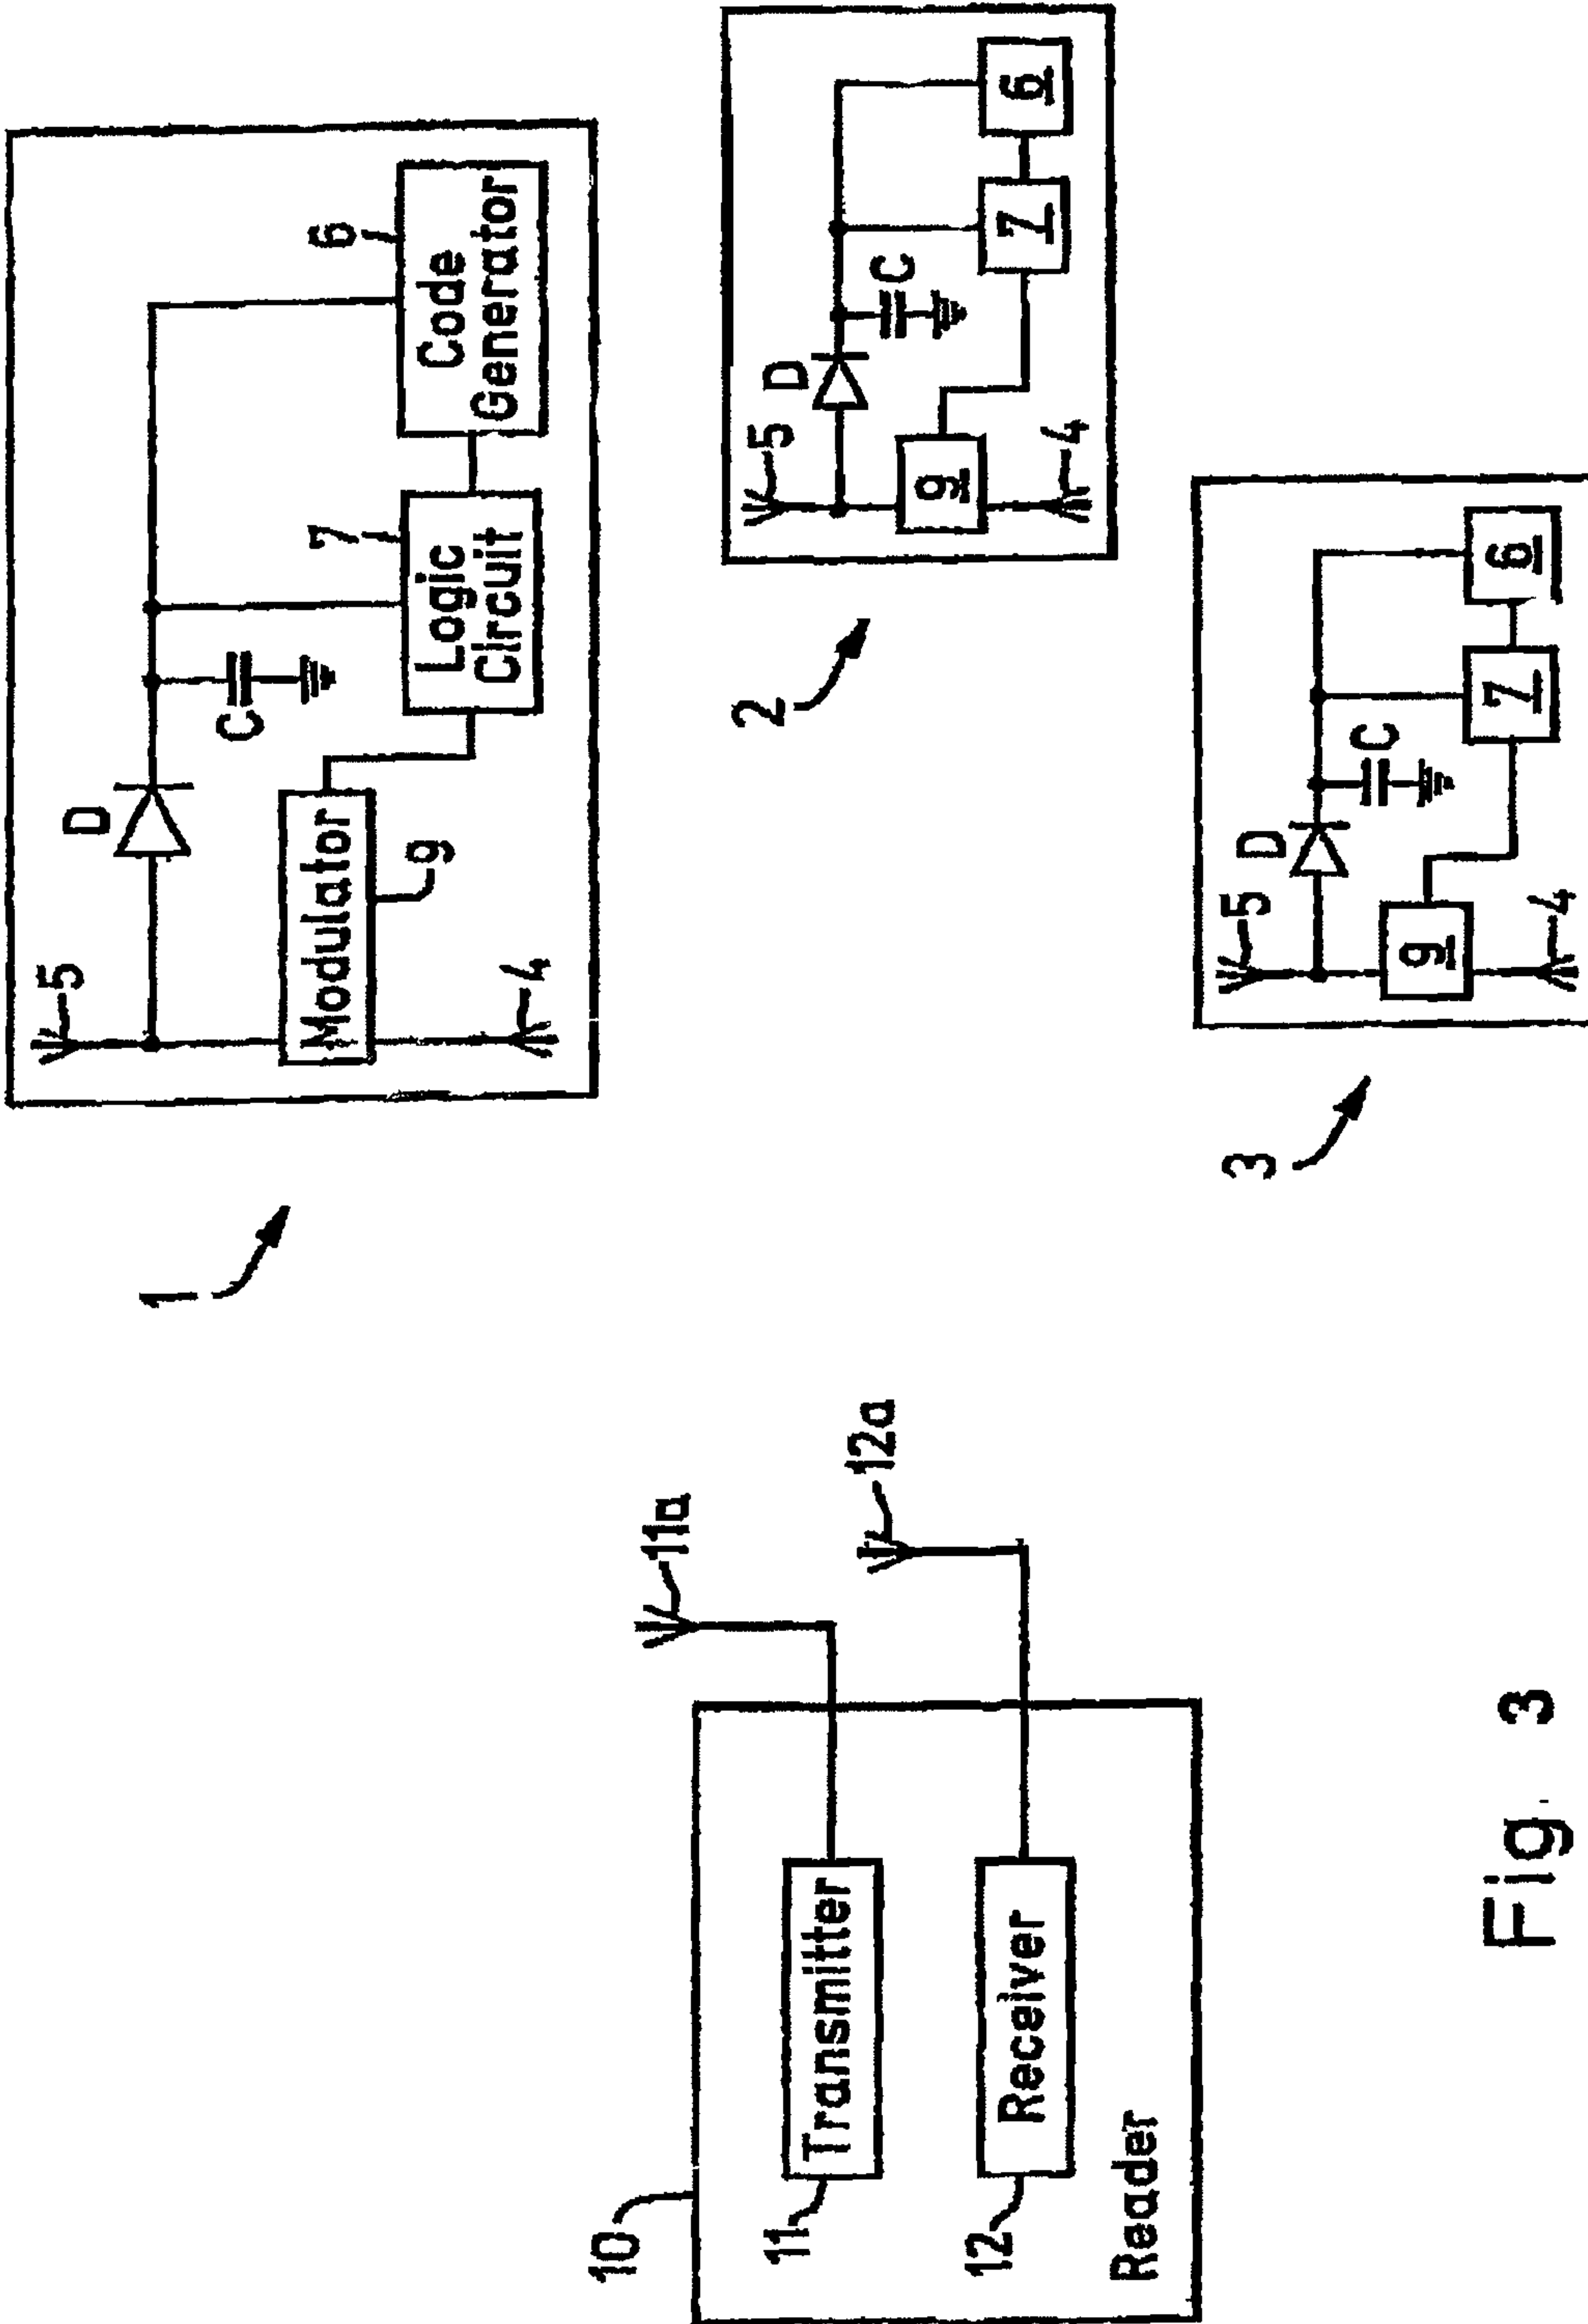 10
11
Transmitter
11a
12
Receiver
12a
Reader
1
5
D
C
Modulator
9
4
7
Logic
Circuit
6
Code
Generator
2
5
D
C
9
7
6
4
3
5
D
C
9
7
6
4
Fig. 3